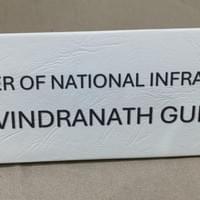 ER OF NATIONAL INFRA
VINDRANATH GU